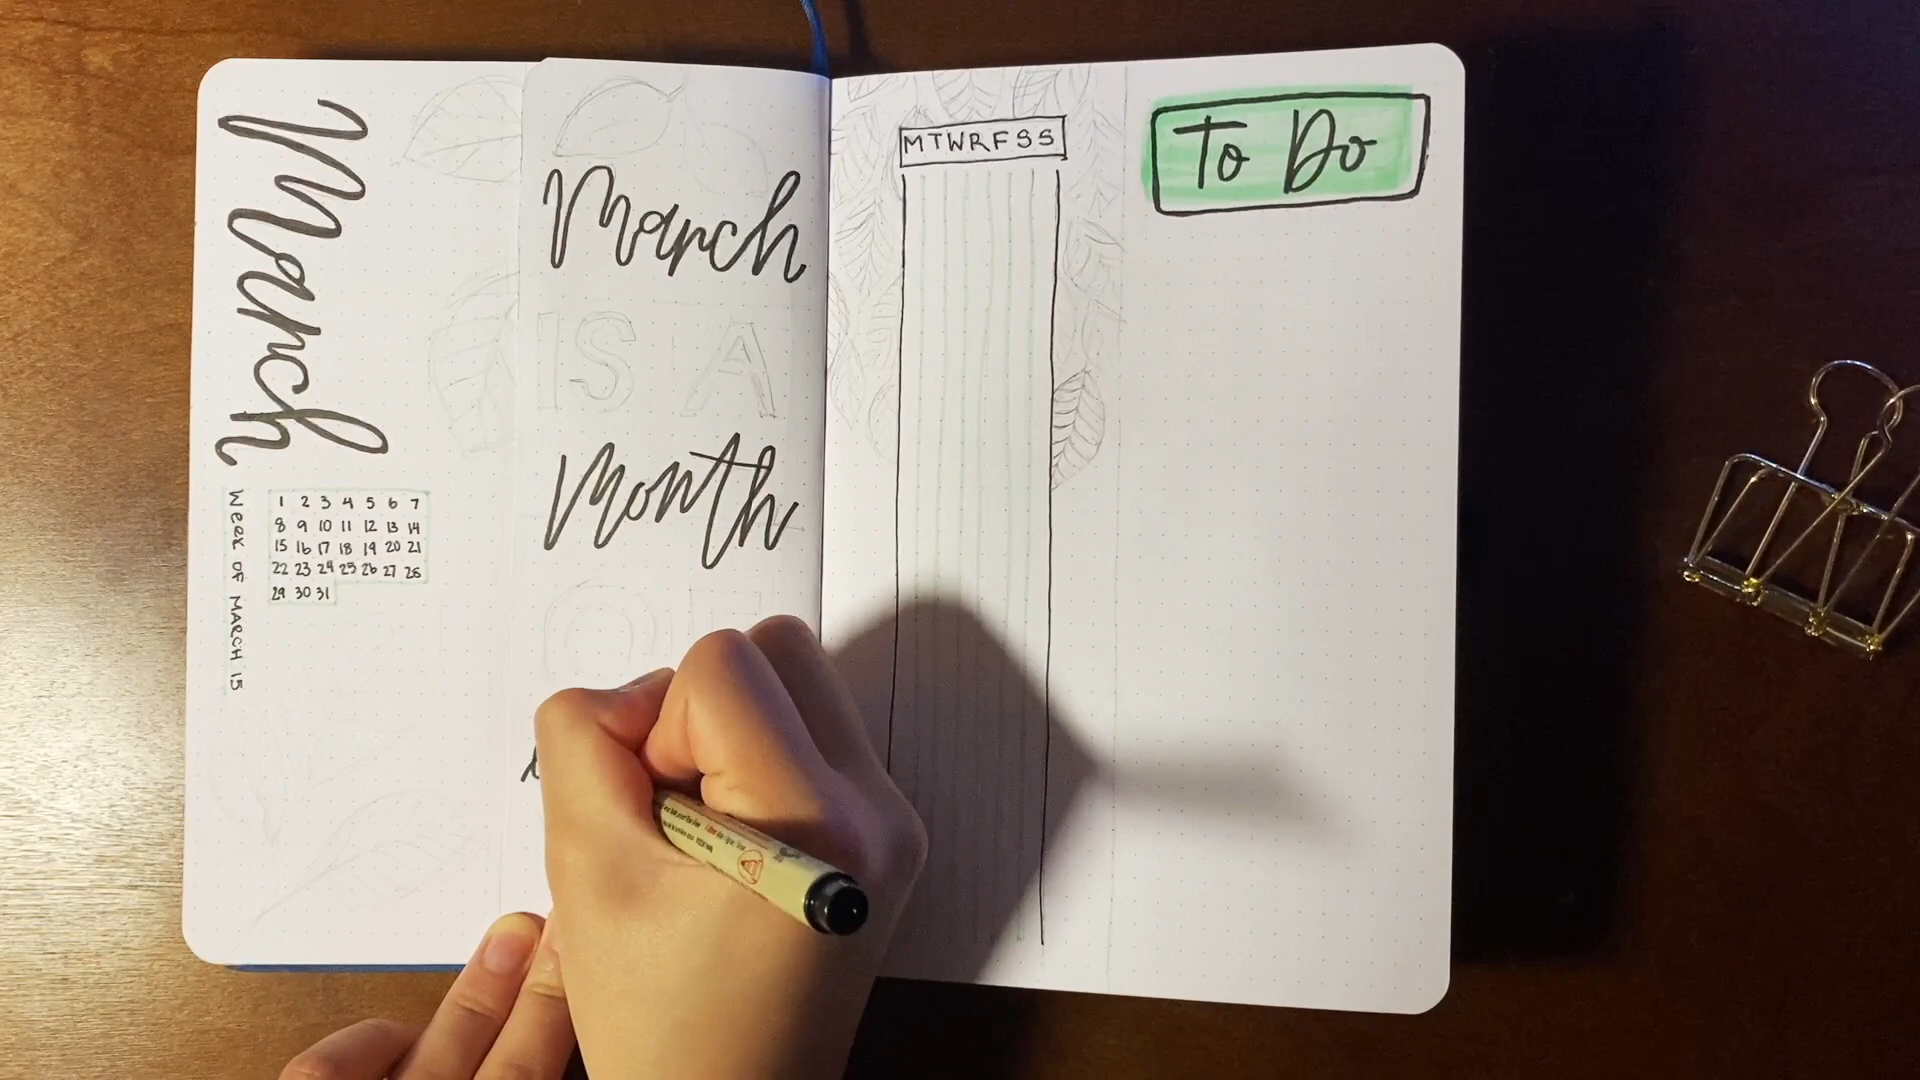 March
1 2 3 4 5 6 7
8 9 10 11 12 13 14
15 16 17 18 19 20 21
22 23 24 25 26 27 28
29 30 31
WEEK OF MARCH 15
March
IS A
Month
OF
MTWRFSS
To Do